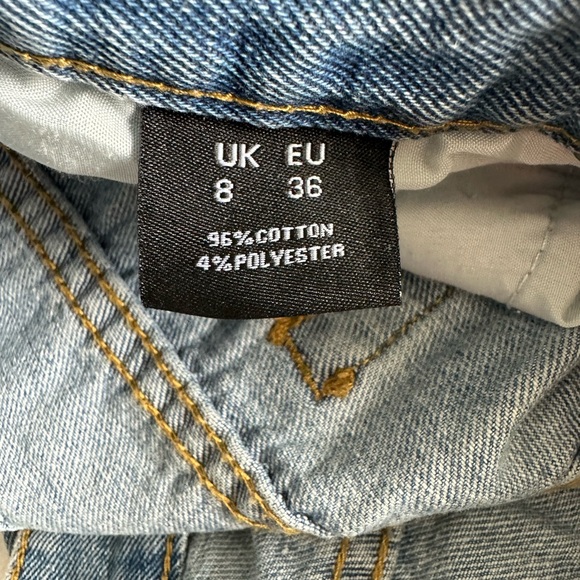 UK EU
8 36
96%COTTON
4%POLYESTER